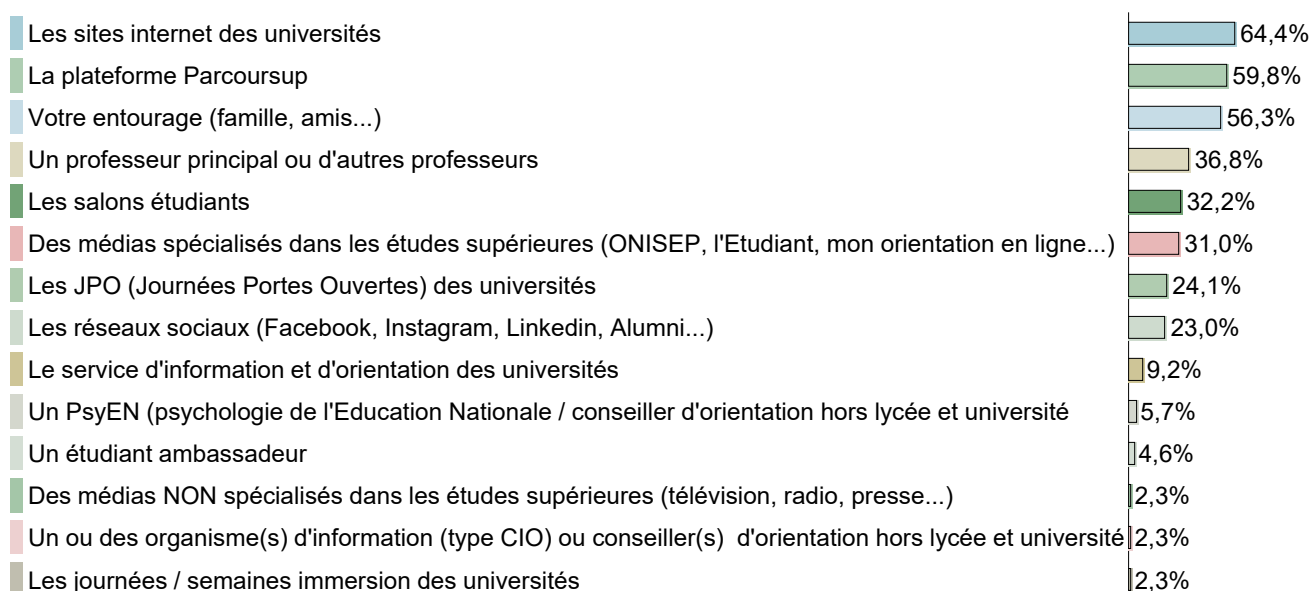 Les sites internet des universités 64,4%
La plateforme Parcoursup 59,8%
Votre entourage (famille, amis...) 56,3%
Un professeur principal ou d'autres professeurs 36,8%
Les salons étudiants 32,2%
Des médias spécialisés dans les études supérieures (ONISEP, l'Etudiant, mon orientation en ligne...) 31,0%
Les JPO (Journées Portes Ouvertes) des universités 24,1%
Les réseaux sociaux (Facebook, Instagram, Linkedin, Alumni...) 23,0%
Le service d'information et d'orientation des universités 9,2%
Un PsyEN (psychologie de l'Education Nationale / conseiller d'orientation hors lycée et université 5,7%
Un étudiant ambassadeur 4,6%
Des médias NON spécialisés dans les études supérieures (télévision, radio, presse...) 2,3%
Un ou des organisme(s) d'information (type CIO) ou conseiller(s)  d'orientation hors lycée et université 2,3%
Les journées / semaines immersion des universités 2,3%